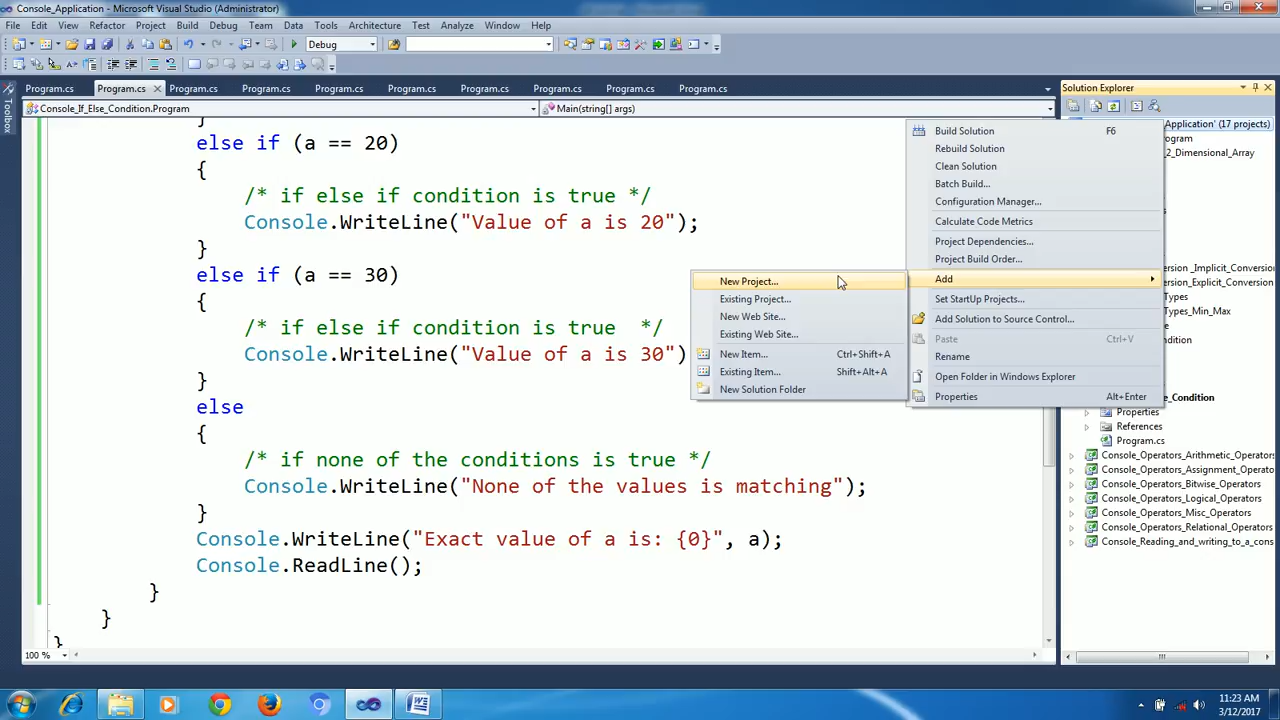 Console_Application - Microsoft Visual Studio (Administrator)
File Edit View Refactor Project Build Debug Team Data Tools Architecture Test Analyze Window Help
Debug
Program.cs Program.cs Program.cs Program.cs Program.cs Program.cs Program.cs Program.cs Program.cs Program.cs
Solution Explorer
Toolbox
Console_If_Else_Condition.Program
Main(string[] args)
}
else if (a == 20)
{
/* if else if condition is true */
Console.WriteLine("Value of a is 20");
}
else if (a == 30)
{
/* if else if condition is true */
Console.WriteLine("Value of a is 30")
}
else
{
/* if none of the conditions is true */
Console.WriteLine("None of the values is matching");
}
Console.WriteLine("Exact value of a is: {0}", a);
Console.ReadLine();
}
}
}
100 %
New Project...
Existing Project...
New Web Site...
Existing Web Site...
New Item... Ctrl+Shift+A
Existing Item... Shift+Alt+A
New Solution Folder
Build Solution F6
Rebuild Solution
Clean Solution
Batch Build...
Configuration Manager...
Calculate Code Metrics
Project Dependencies...
Project Build Order...
Add
Set StartUp Projects...
Add Solution to Source Control...
Paste Ctrl+V
Rename
Open Folder in Windows Explorer
Properties Alt+Enter
Application' (17 projects)
rogram
_2_Dimensional_Array
ersion _Implicit_Conversion
Types
Types_Min_Max
e_Condition
Properties
References
Program.cs
Console_Operators_Arithmetic_Operators
Console_Operators_Assignment_Operato
Console_Operators_Bitwise_Operators
Console_Operators_Logical_Operators
Console_Operators_Misc_Operators
Console_Operators_Relational_Operators
Console_Reading_and_writing_to_a_cons
11:23 AM
3/12/2017